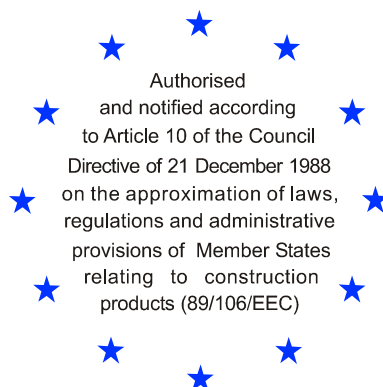 Authorised
and notified according
to Article 10 of the Council
Directive of 21 December 1988
on the approximation of laws,
regulations and administrative
provisions of Member States
relating to construction
products (89/106/EEC)